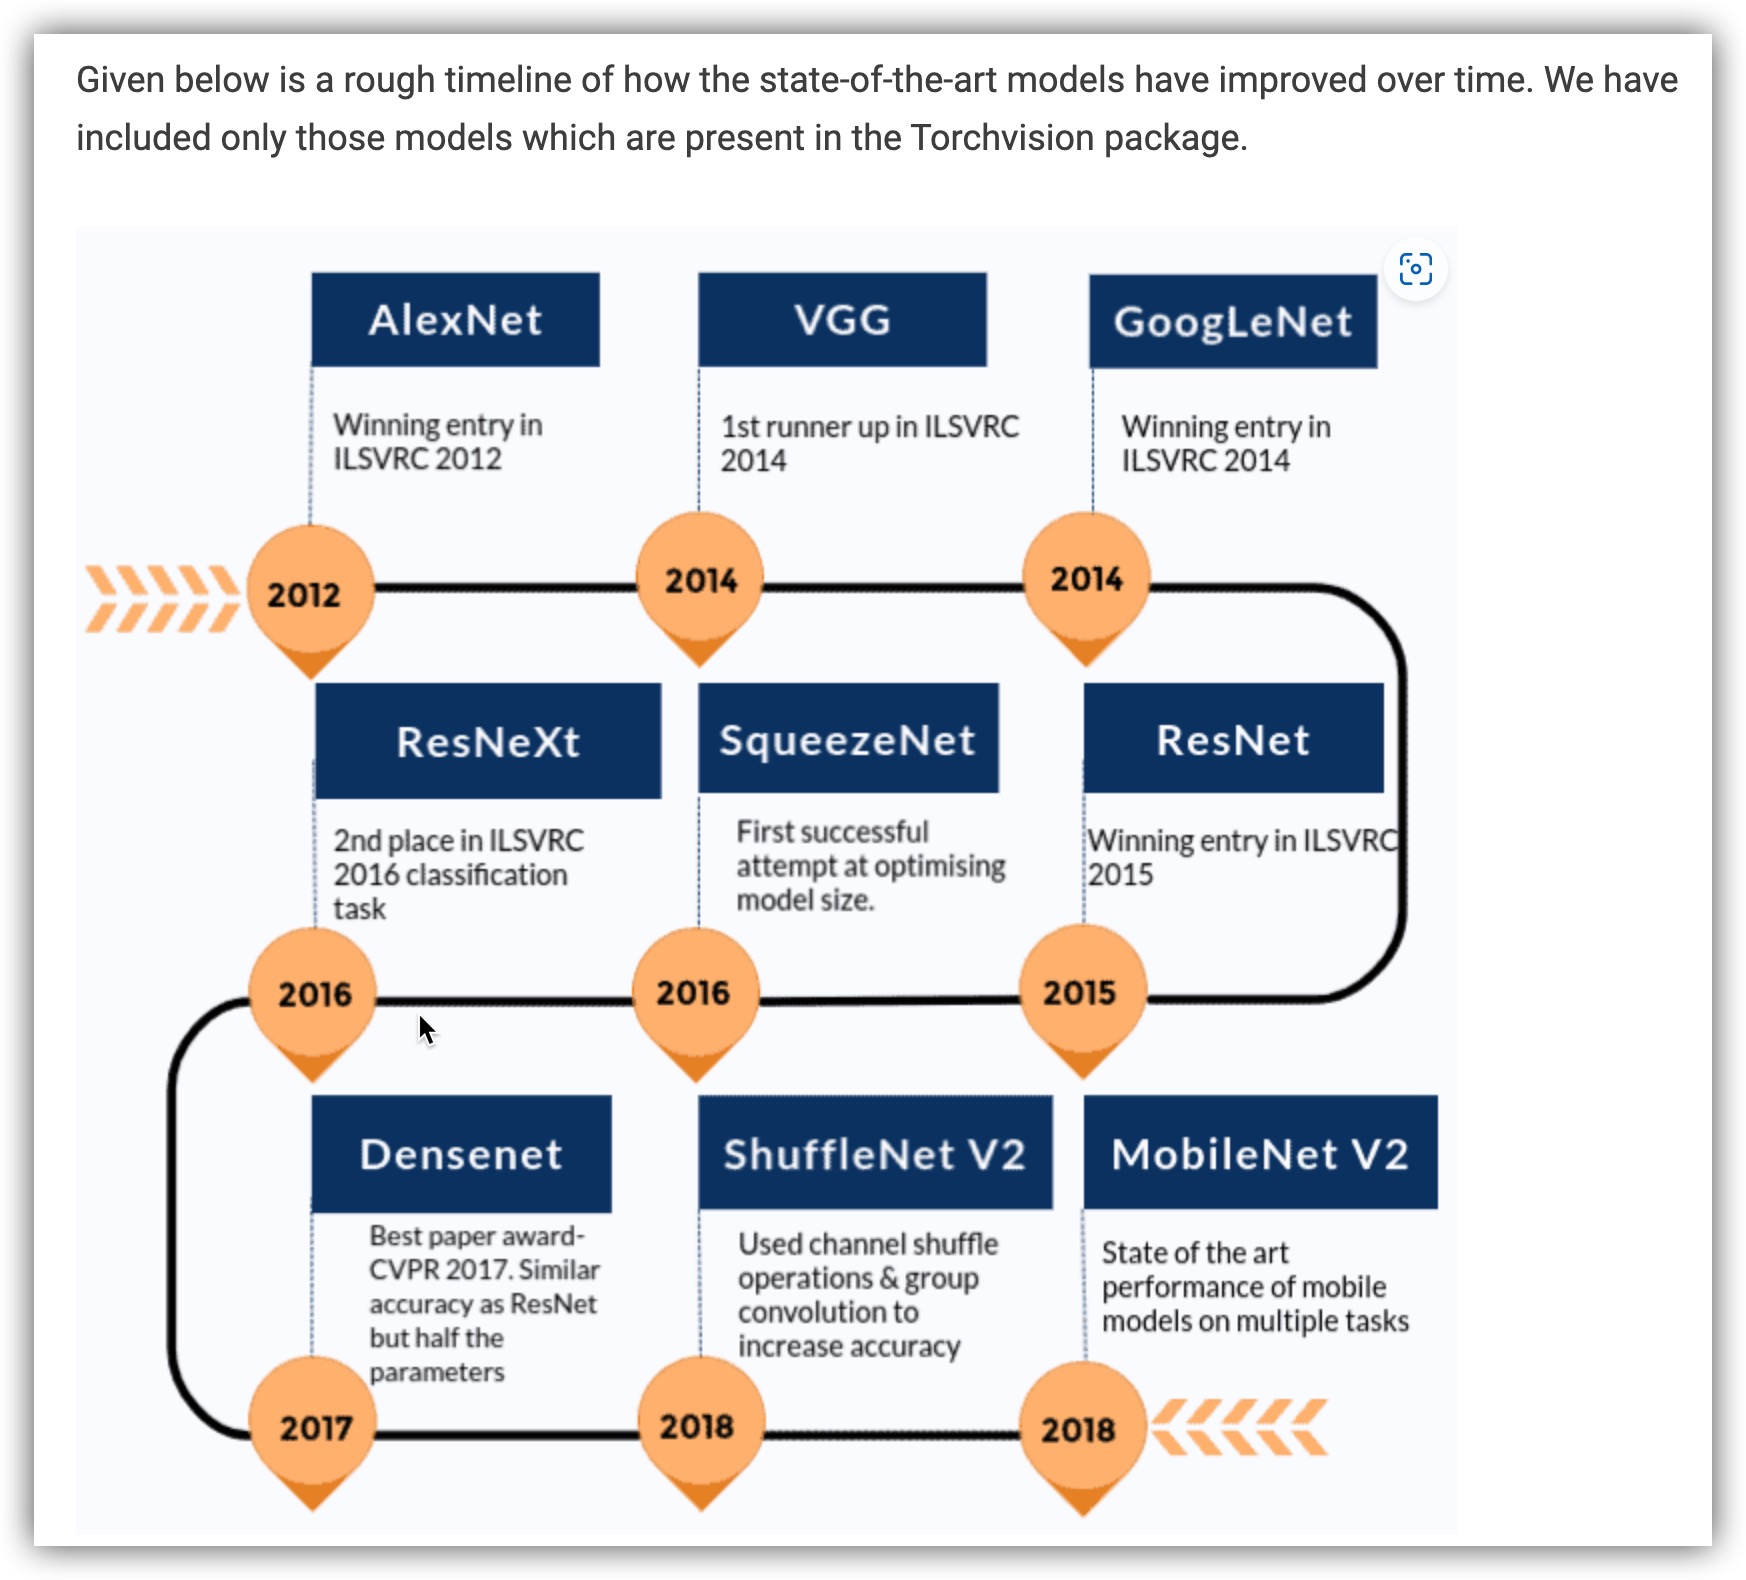 Given below is a rough timeline of how the state-of-the-art models have improved over time. We have
included only those models which are present in the Torchvision package.
AlexNet
Winning entry in
ILSVRC 2012
2012
VGG
1st runner up in ILSVRC
2014
2014
GoogLeNet
Winning entry in
ILSVRC 2014
2014
ResNeXt
2nd place in ILSVRC
2016 classification
task
2016
SqueezeNet
First successful
attempt at optimising
model size.
2016
ResNet
Winning entry in ILSVRC
2015
2015
Densenet
Best paper award-
CVPR 2017. Similar
accuracy as ResNet
but half the
parameters
2017
ShuffleNet V2
Used channel shuffle
operations & group
convolution to
increase accuracy
2018
MobileNet V2
State of the art
performance of mobile
models on multiple tasks
2018